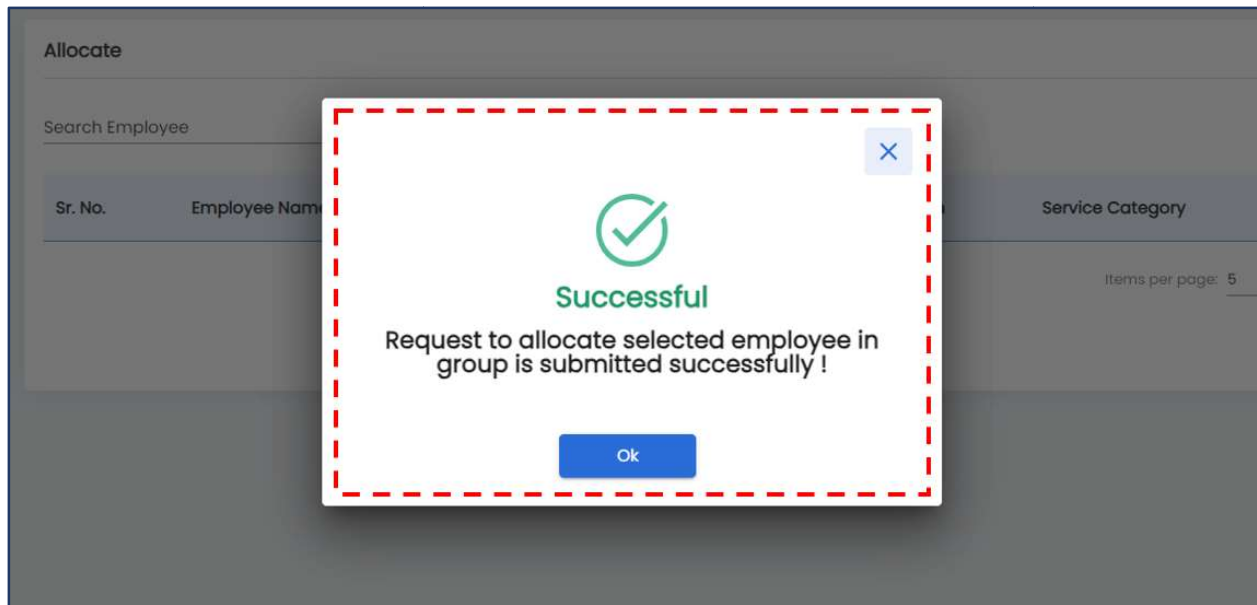 Allocate
Search Employee
Sr. No. Employee Name Service Category
Items per page: 5
Successful
Request to allocate selected employee in
group is submitted successfully !
Ok